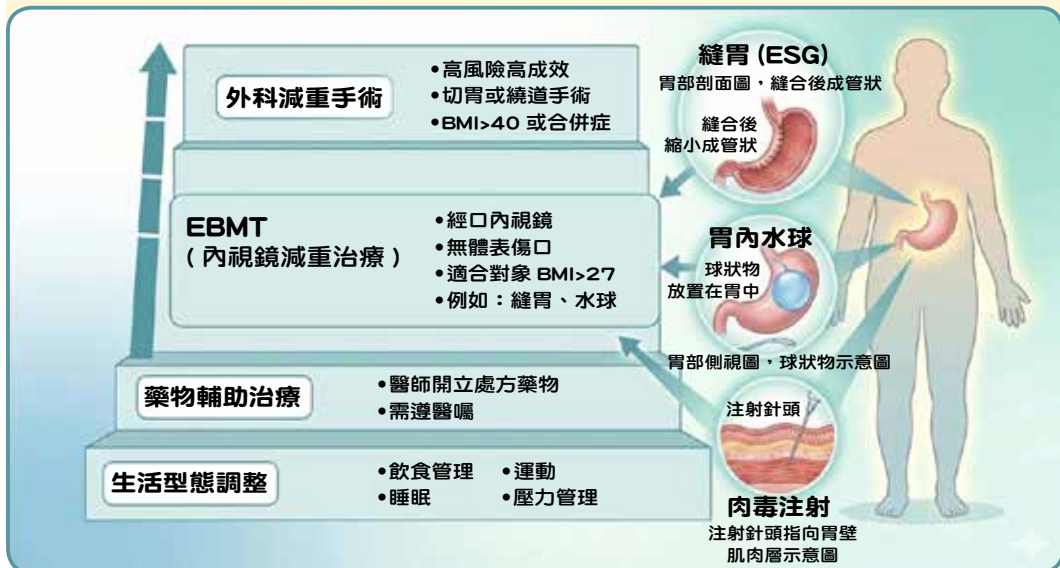 外科減重手術
•高風險高成效
•切胃或繞道手術
•BMI>40 或合併症
EBMT
(內視鏡減重治療)
•經口內視鏡
•無體表傷口
•適合對象 BMI>27
•例如：縫胃、水球
藥物輔助治療
•醫師開立處方藥物
•需遵醫囑
生活型態調整
•飲食管理 •運動
•睡眠 •壓力管理
縫胃 (ESG)
胃部剖面圖，縫合後成管狀
縫合後
縮小成管狀
胃內水球
球狀物
放置在胃中
胃部側視圖，球狀物示意圖
注射針頭
肉毒注射
注射針頭指向胃壁
肌肉層示意圖